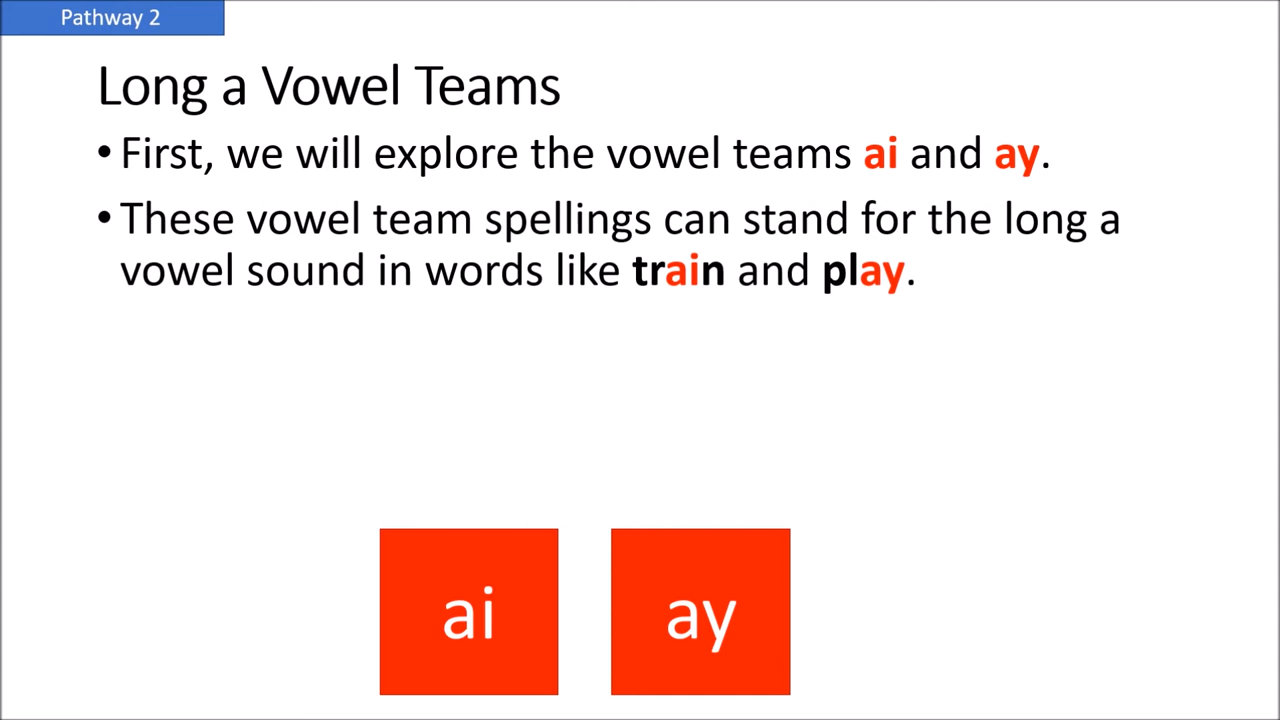 Pathway 2
Long a Vowel Teams
• First, we will explore the vowel teams ai and ay.
• These vowel team spellings can stand for the long a
vowel sound in words like train and play.
ai ay